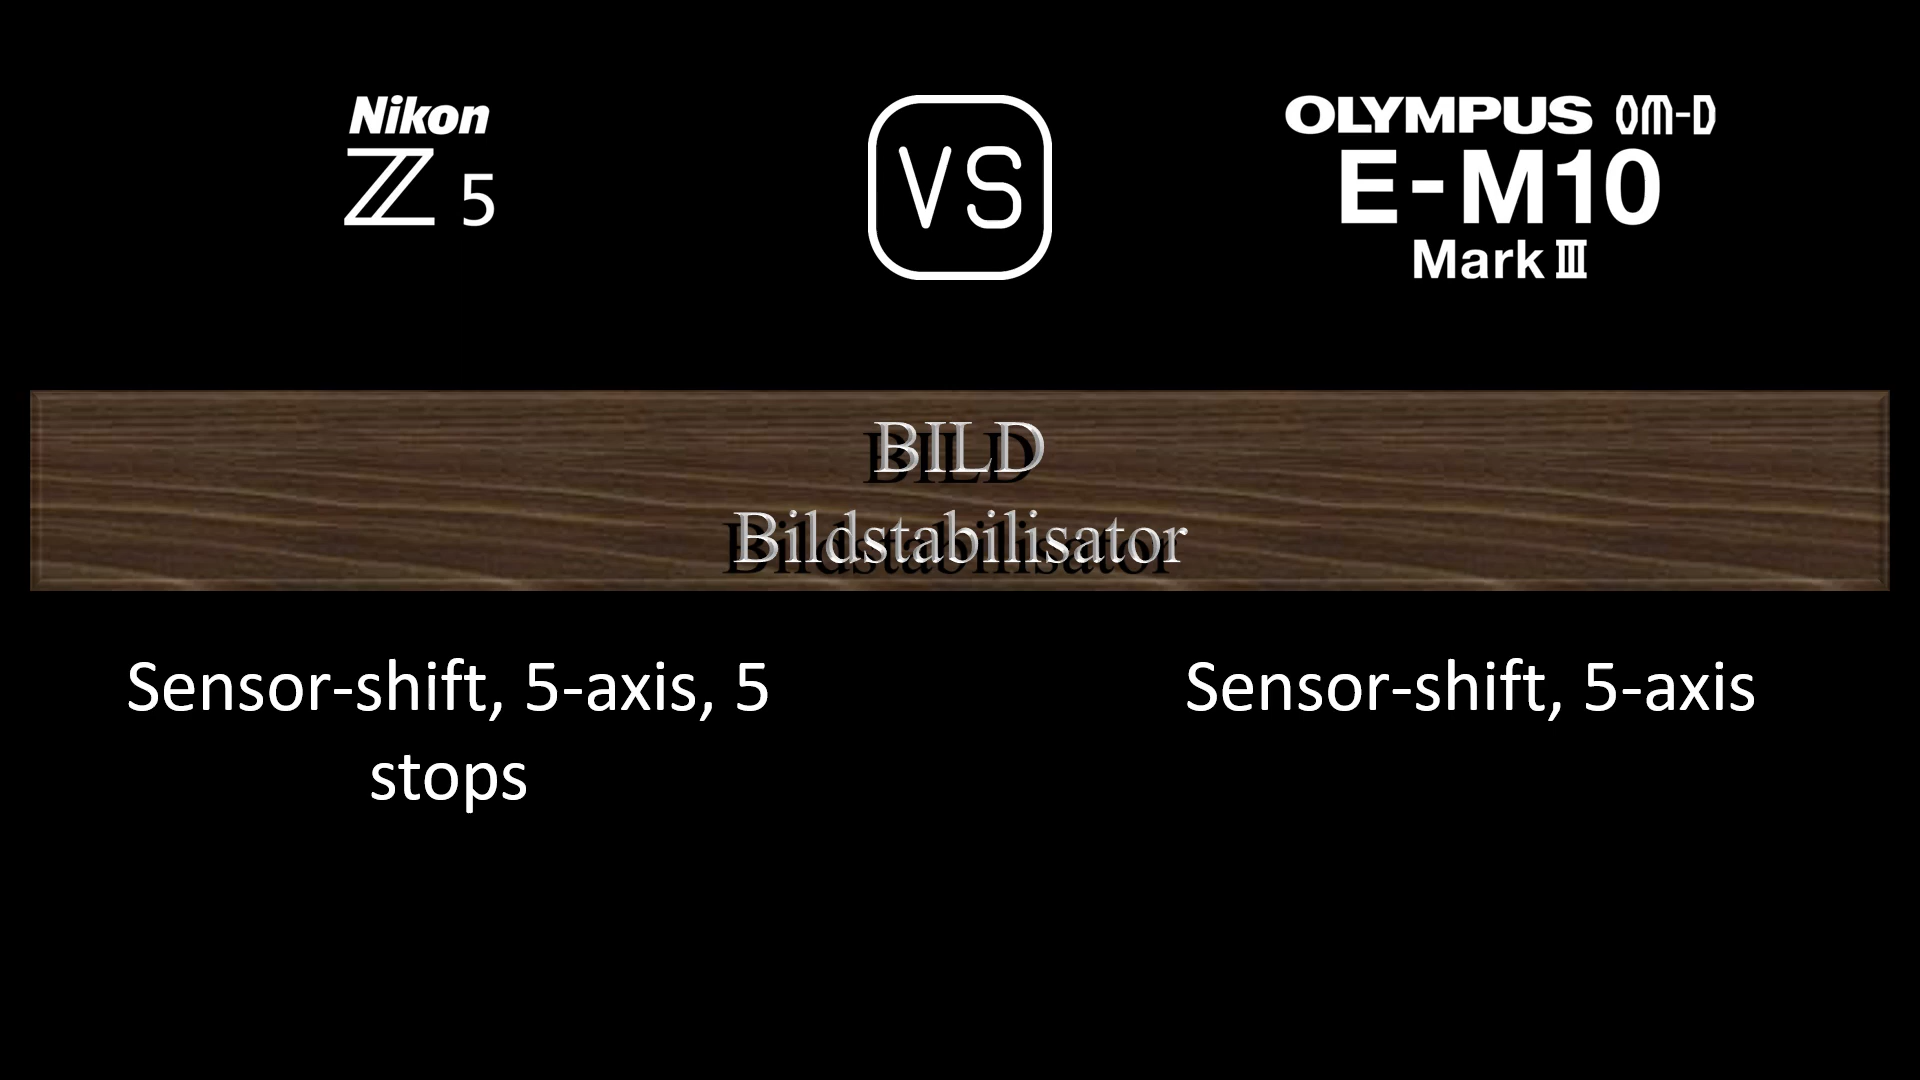 Nikon
Z 5
VS
OLYMPUS OM-D
E-M10
Mark III
BILD
Bildstabilisator
Sensor-shift, 5-axis, 5
stops
Sensor-shift, 5-axis